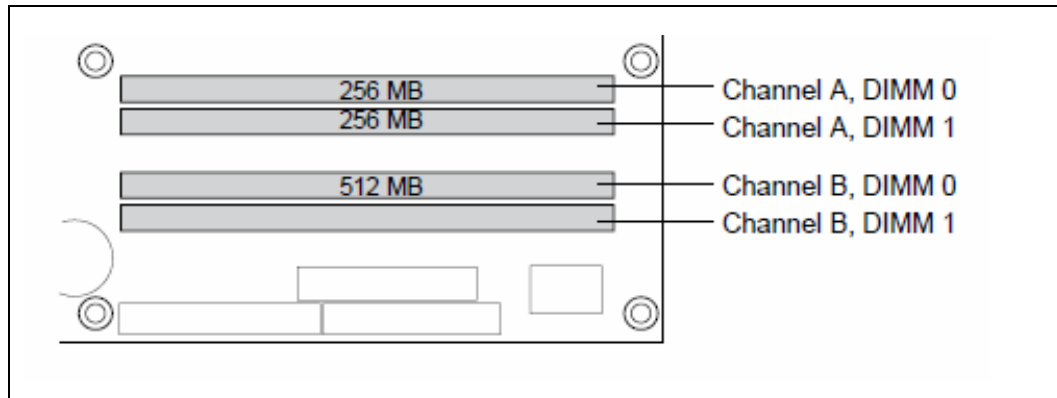 256 MB Channel A, DIMM 0
256 MB Channel A, DIMM 1
512 MB Channel B, DIMM 0
Channel B, DIMM 1